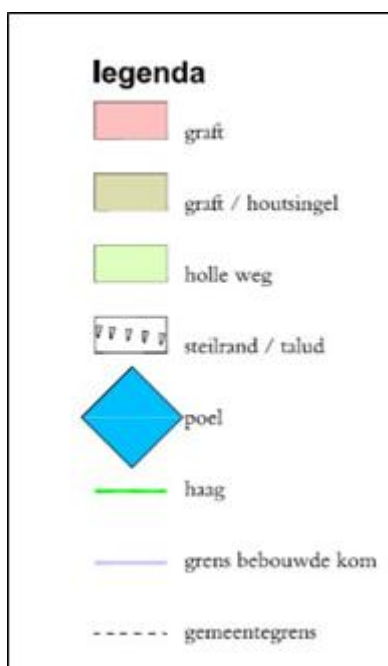 legenda
graft
graft / houtsingel
holle weg
steilrand / talud
poel
haag
grens bebouwde kom
gemeentegrens